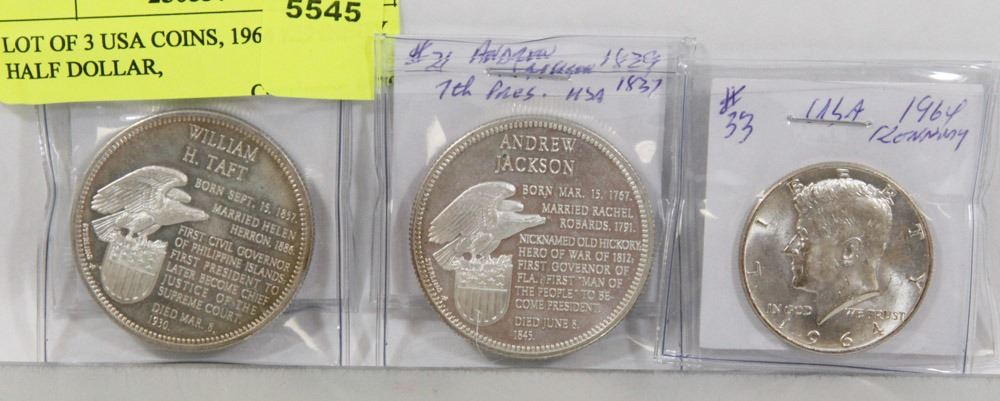 5545
LOT OF 3 USA COINS, 196
HALF DOLLAR,
WILLIAM
H. TAFT
BORN SEPT. 15, 1857.
MARRIED HELEN
HERRON, 1886.
FIRST CIVIL GOVERNOR
OF PHILIPPINE ISLANDS.
FIRST PRESIDENT TO
LATER BECOME CHIEF
JUSTICE OF THE
SUPREME COURT.
DIED MAR. 8,
1930.
STERLING
#21 ANDREW JACKSON 1829
7th PRES. USA 1837
ANDREW
JACKSON
BORN MAR. 15, 1767.
MARRIED RACHEL
ROBARDS, 1791.
NICKNAMED OLD HICKORY.
HERO OF WAR OF 1812,
FIRST GOVERNOR OF
FLA., FIRST "MAN OF
THE PEOPLE" TO BE-
COME PRESIDENT.
DIED JUNE 8,
1845.
STERLING
#33 USA 1964
KENNEDY
LIBERTY
IN GOD WE TRUST
1964